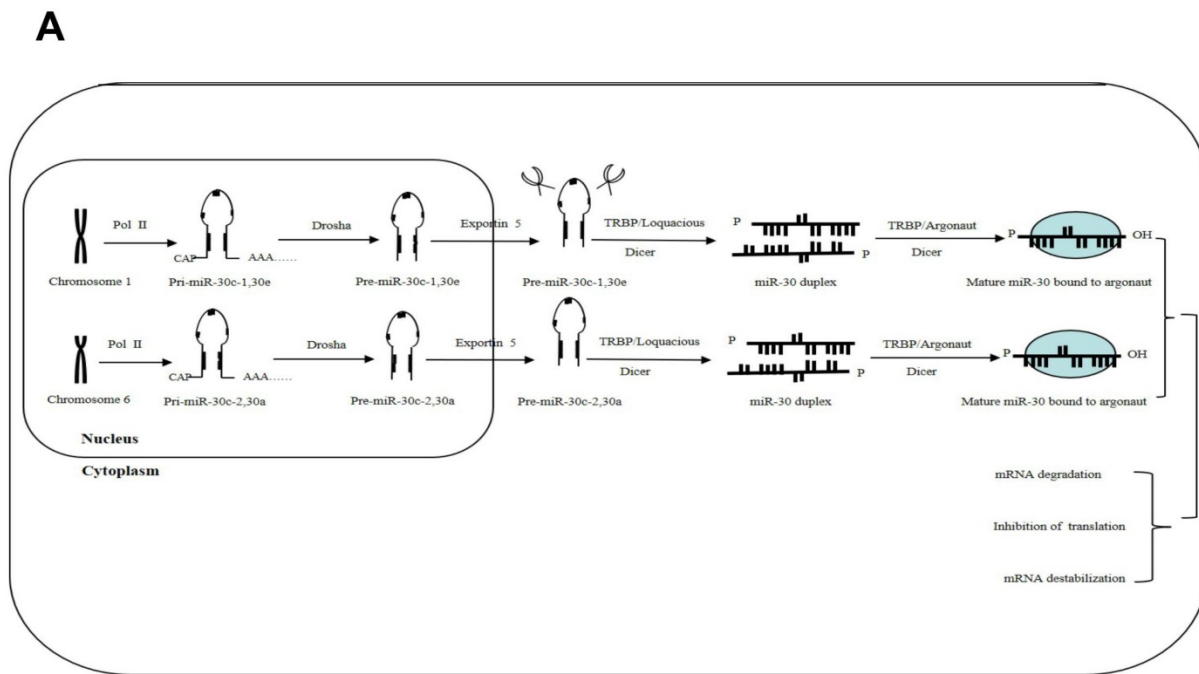 A
Pol II
Drosha
Exportin 5
TRBP/Loquacious
Dicer
P
P
TRBP/Argonaut
Dicer
P
OH
CAP
AAA......
Chromosome 1
Pri-miR-30c-1,30e
Pre-miR-30c-1,30e
Pre-miR-30c-1,30e
miR-30 duplex
Mature miR-30 bound to argonaut
Pol II
Drosha
Exportin 5
TRBP/Loquacious
Dicer
P
P
TRBP/Argonaut
Dicer
P
OH
CAP
AAA......
Chromosome 6
Pri-miR-30c-2,30a
Pre-miR-30c-2,30a
Pre-miR-30c-2,30a
miR-30 duplex
Mature miR-30 bound to argonaut
Nucleus
Cytoplasm
mRNA degradation
Inhibition of translation
mRNA destabilization